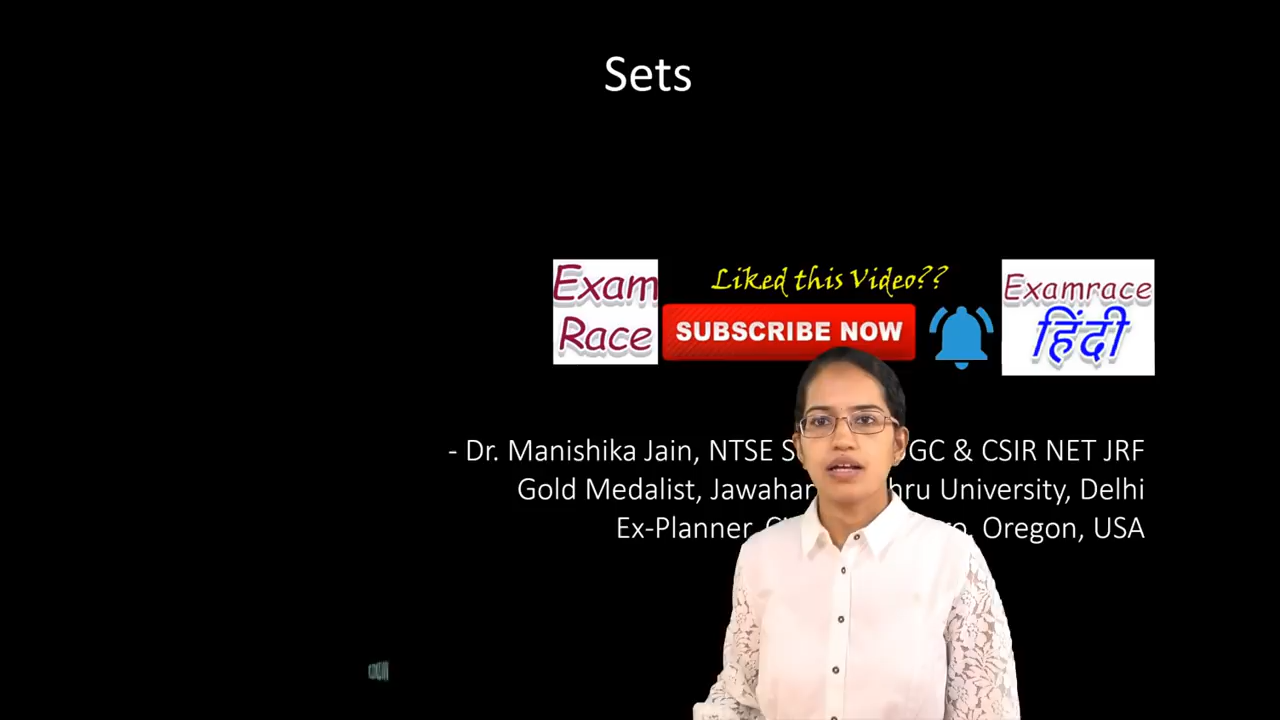 Sets
Exam
Race
Liked this Video??
SUBSCRIBE NOW
Examrace
हिंदी
- Dr. Manishika Jain, NTSE GC & CSIR NET JRF
Gold Medalist, Jawahar hru University, Delhi
Ex-Planner, Oregon, USA